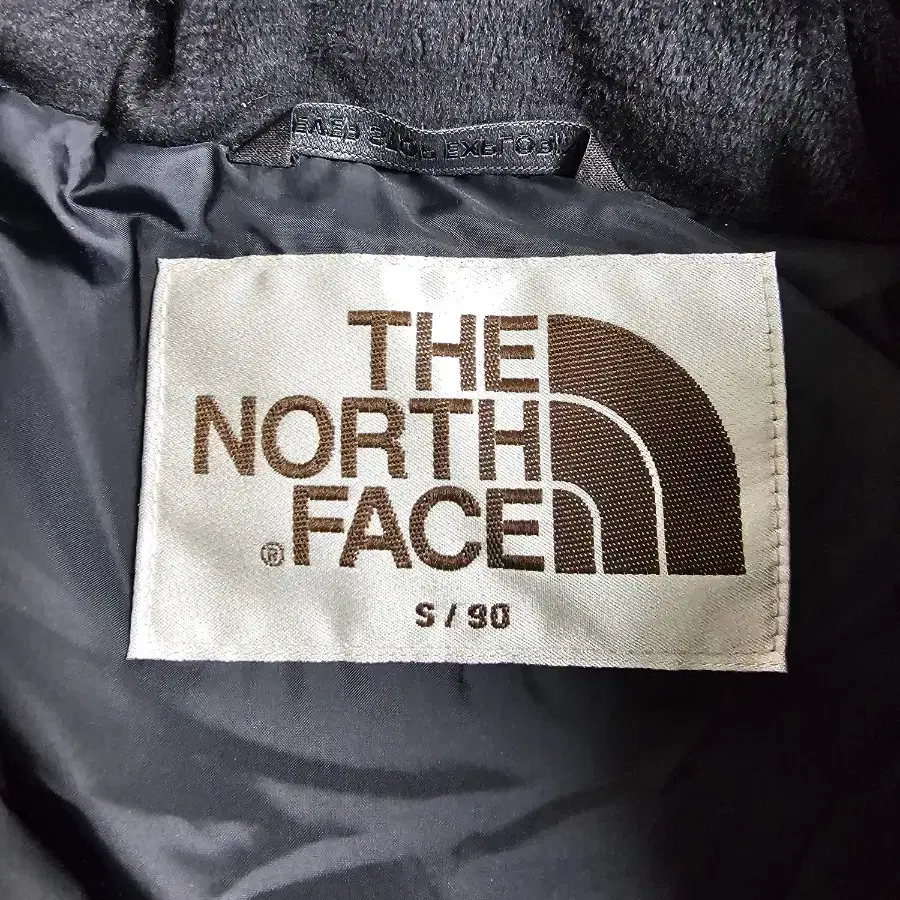 THE
NORTH
® FACE
S / 90